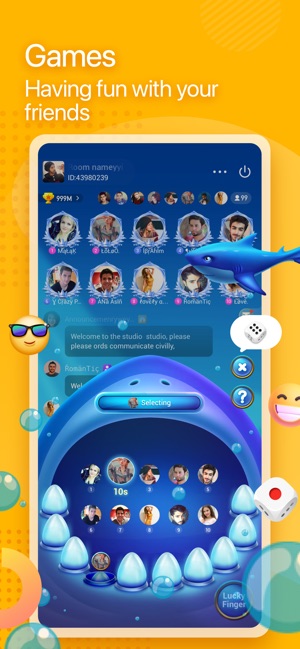 Games
Having fun with your
friends
Room nameyy
ID:43980239
999M
99
Welcome to the studio studio, please
please ords communicate civilly,
RomänTic
Selecting
10s
Lucky
Finger